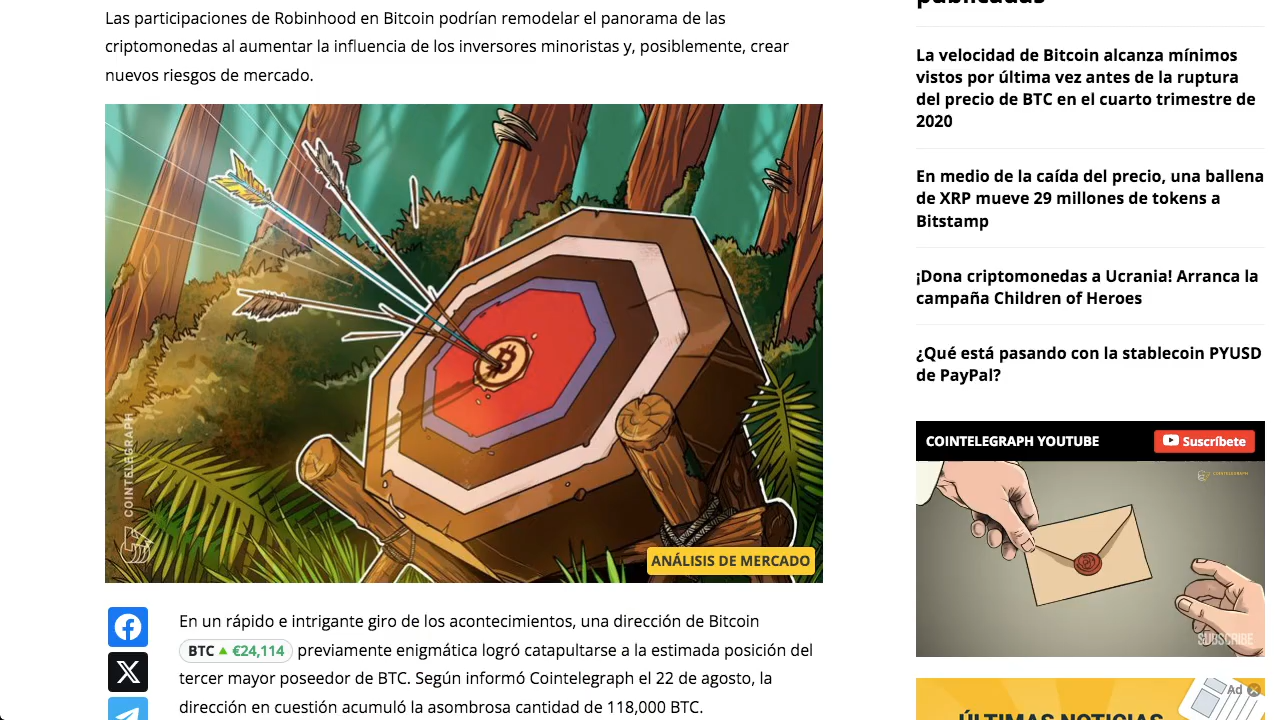 Las participaciones de Robinhood en Bitcoin podrían remodelar el panorama de las
criptomonedas al aumentar la influencia de los inversores minoristas y, posiblemente, crear
nuevos riesgos de mercado.
COINTELEGRAPH
ANÁLISIS DE MERCADO
En un rápido e intrigante giro de los acontecimientos, una dirección de Bitcoin
BTC ▲ €24,114 previamente enigmática logró catapultarse a la estimada posición del
tercer mayor poseedor de BTC. Según informó Cointelegraph el 22 de agosto, la
dirección en cuestión acumuló la asombrosa cantidad de 118,000 BTC.
publicadas
La velocidad de Bitcoin alcanza mínimos
vistos por última vez antes de la ruptura
del precio de BTC en el cuarto trimestre de
2020
En medio de la caída del precio, una ballena
de XRP mueve 29 millones de tokens a
Bitstamp
¡Dona criptomonedas a Ucrania! Arranca la
campaña Children of Heroes
¿Qué está pasando con la stablecoin PYUSD
de PayPal?
COINTELEGRAPH YOUTUBE
Suscríbete
COINTELEGRAPH
SUBSCRIBE
Ad
ÚLTIMAS NOTICIAS